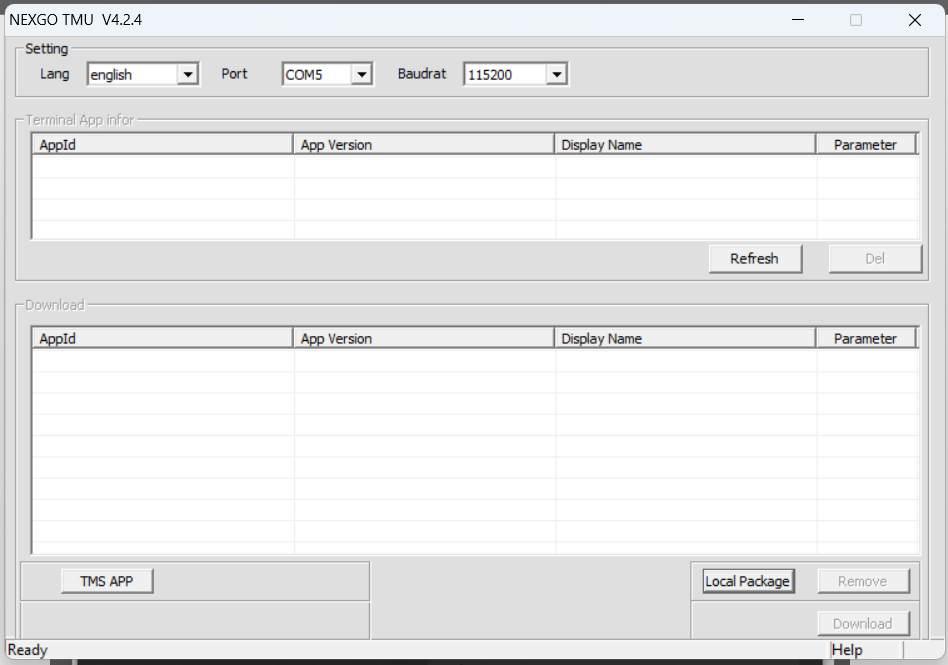 NEXGO TMU  V4.2.4
Setting
Lang english Port COM5 Baudrat 115200
Terminal App infor
AppId App Version Display Name Parameter
Refresh Del
Download
AppId App Version Display Name Parameter
TMS APP Local Package Remove
Download
Ready Help